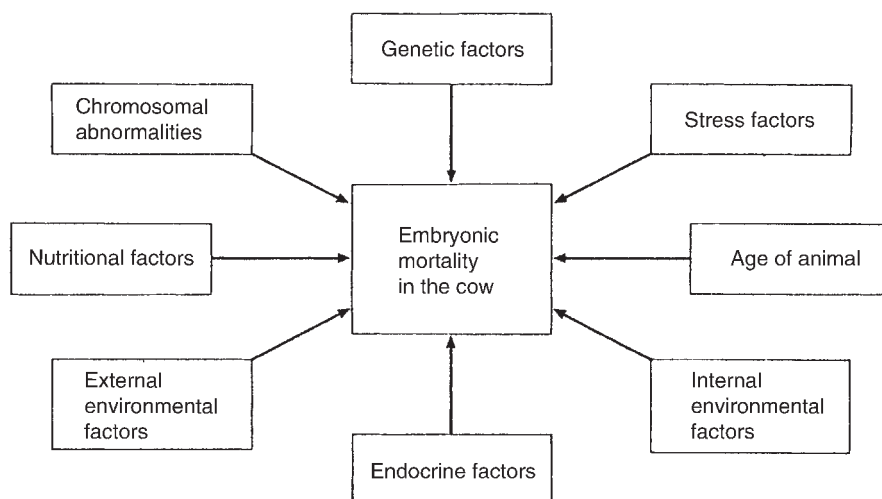 Genetic factors
Chromosomal
abnormalities
Stress factors
Embryonic
mortality
in the cow
Nutritional factors
Age of animal
External
environmental
factors
Internal
environmental
factors
Endocrine factors